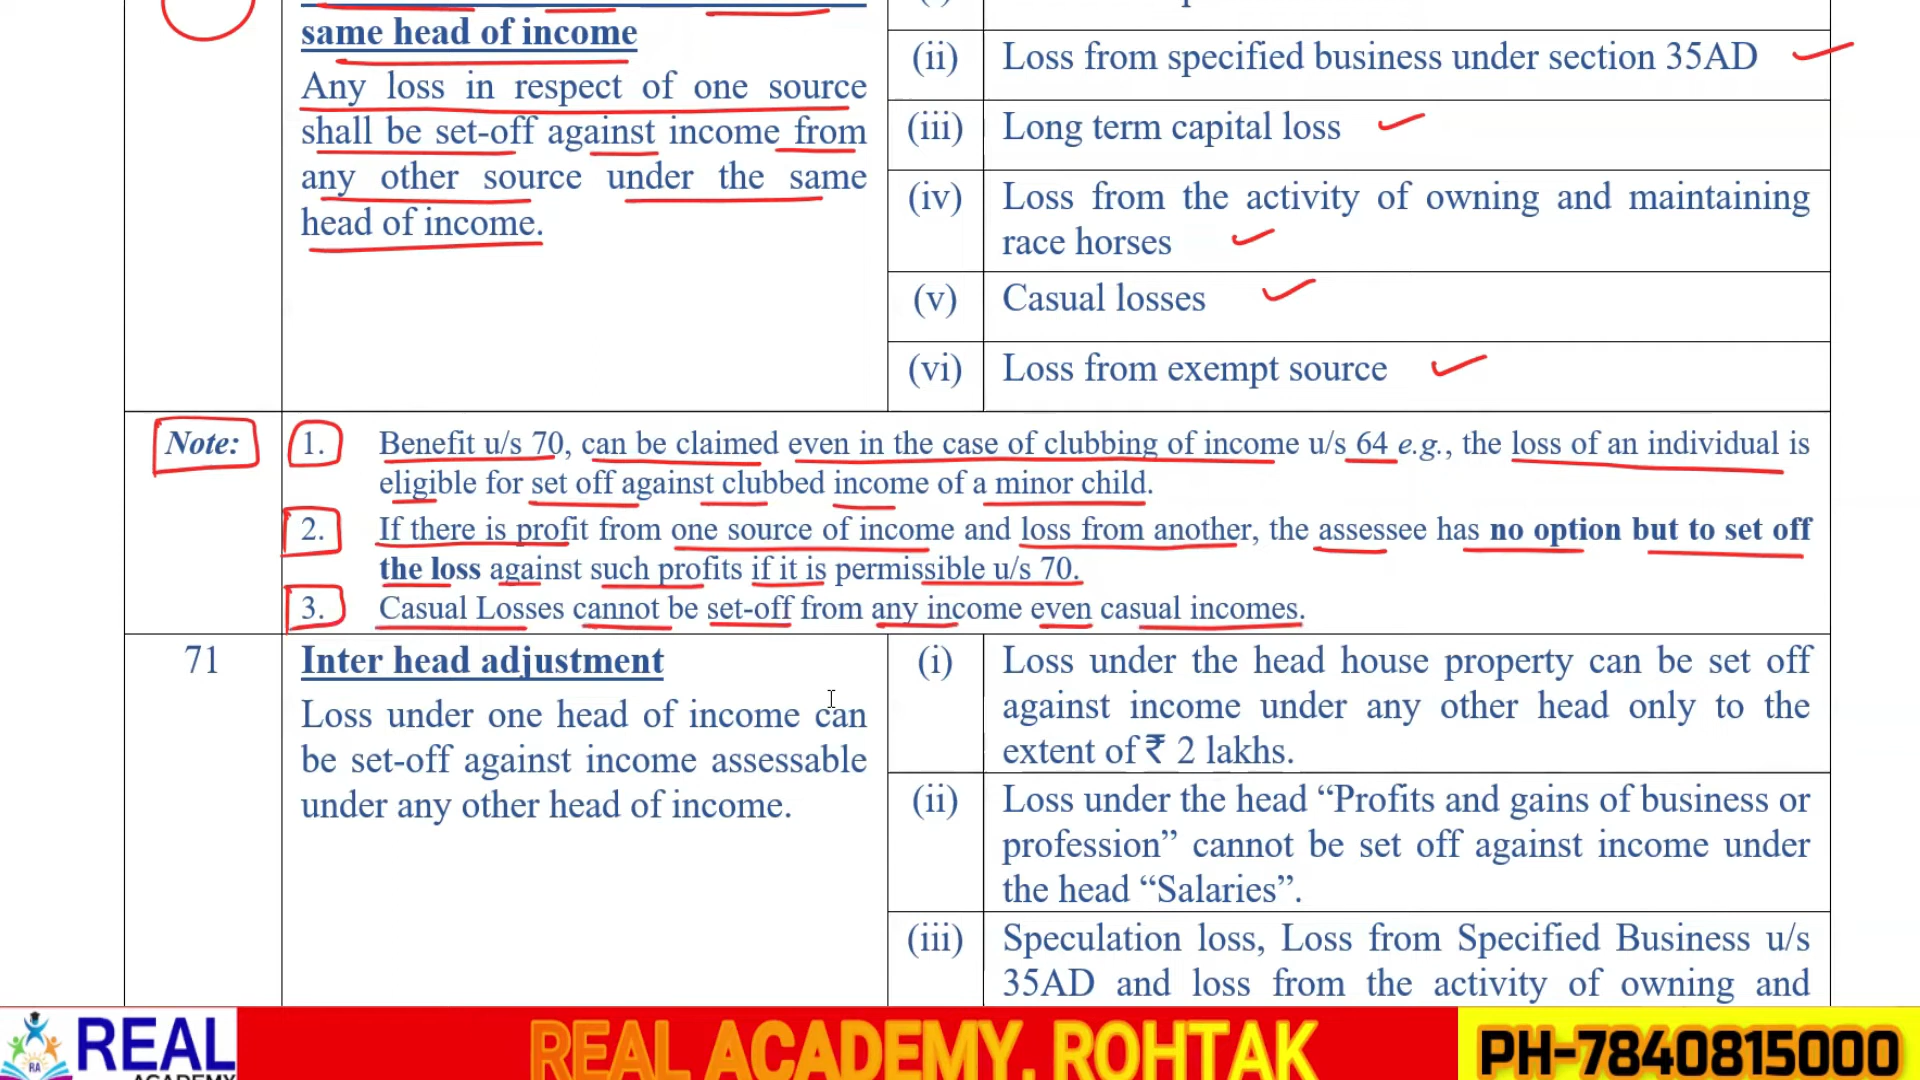 same head of income
Any loss in respect of one source
shall be set-off against income from
any other source under the same
head of income.
(ii) Loss from specified business under section 35AD
(iii) Long term capital loss
(iv) Loss from the activity of owning and maintaining
race horses
(v) Casual losses
(vi) Loss from exempt source
Note: 1. Benefit u/s 70, can be claimed even in the case of clubbing of income u/s 64 e.g., the loss of an individual is
eligible for set off against clubbed income of a minor child.
2. If there is profit from one source of income and loss from another, the assessee has no option but to set off
the loss against such profits if it is permissible u/s 70.
3. Casual Losses cannot be set-off from any income even casual incomes.
71 Inter head adjustment
Loss under one head of income can
be set-off against income assessable
under any other head of income.
(i) Loss under the head house property can be set off
against income under any other head only to the
extent of ₹ 2 lakhs.
(ii) Loss under the head “Profits and gains of business or
profession” cannot be set off against income under
the head “Salaries”.
(iii) Speculation loss, Loss from Specified Business u/s
35AD and loss from the activity of owning and
RA
REAL
ACADEMY
REAL ACADEMY, ROHTAK
PH-7840815000